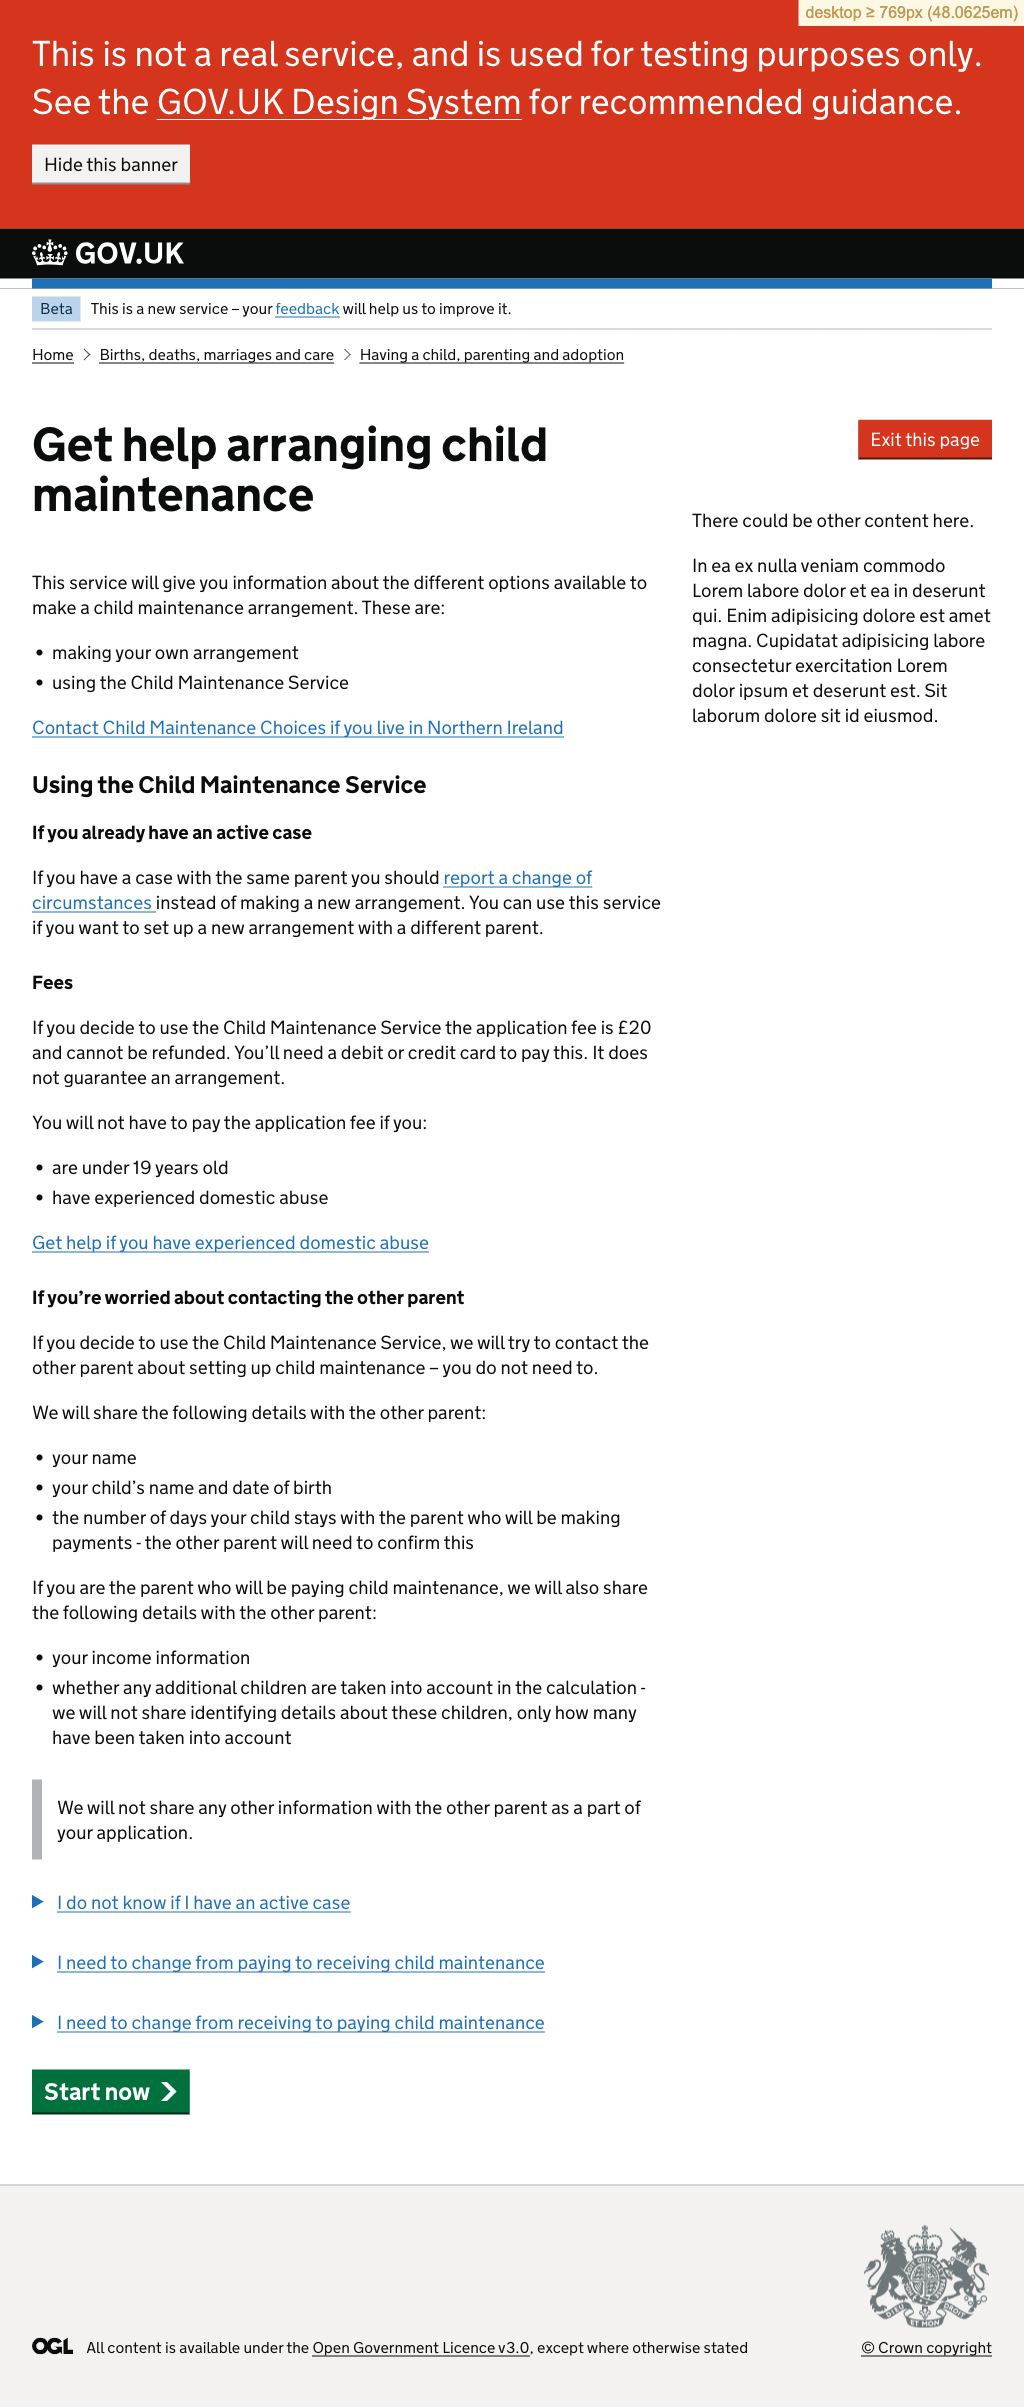 desktop ≥ 769px (48.0625em)
This is not a real service, and is used for testing purposes only.
See the GOV.UK Design System for recommended guidance.
Hide this banner
GOV.UK
Beta This is a new service – your feedback will help us to improve it.
Home Births, deaths, marriages and care Having a child, parenting and adoption
Get help arranging child
maintenance
This service will give you information about the different options available to
make a child maintenance arrangement. These are:
• making your own arrangement
• using the Child Maintenance Service
Contact Child Maintenance Choices if you live in Northern Ireland
Using the Child Maintenance Service
If you already have an active case
If you have a case with the same parent you should report a change of
circumstances instead of making a new arrangement. You can use this service
if you want to set up a new arrangement with a different parent.
Fees
If you decide to use the Child Maintenance Service the application fee is £20
and cannot be refunded. You’ll need a debit or credit card to pay this. It does
not guarantee an arrangement.
You will not have to pay the application fee if you:
• are under 19 years old
• have experienced domestic abuse
Get help if you have experienced domestic abuse
If you’re worried about contacting the other parent
If you decide to use the Child Maintenance Service, we will try to contact the
other parent about setting up child maintenance – you do not need to.
We will share the following details with the other parent:
• your name
• your child’s name and date of birth
• the number of days your child stays with the parent who will be making
payments - the other parent will need to confirm this
If you are the parent who will be paying child maintenance, we will also share
the following details with the other parent:
• your income information
• whether any additional children are taken into account in the calculation -
we will not share identifying details about these children, only how many
have been taken into account
We will not share any other information with the other parent as a part of
your application.
I do not know if I have an active case
I need to change from paying to receiving child maintenance
I need to change from receiving to paying child maintenance
Start now
Exit this page
There could be other content here.
In ea ex nulla veniam commodo
Lorem labore dolor et ea in deserunt
qui. Enim adipisicing dolore est amet
magna. Cupidatat adipisicing labore
consectetur exercitation Lorem
dolor ipsum et deserunt est. Sit
laborum dolore sit id eiusmod.
OGL All content is available under the Open Government Licence v3.0, except where otherwise stated
DIEU ET MON DROIT
© Crown copyright